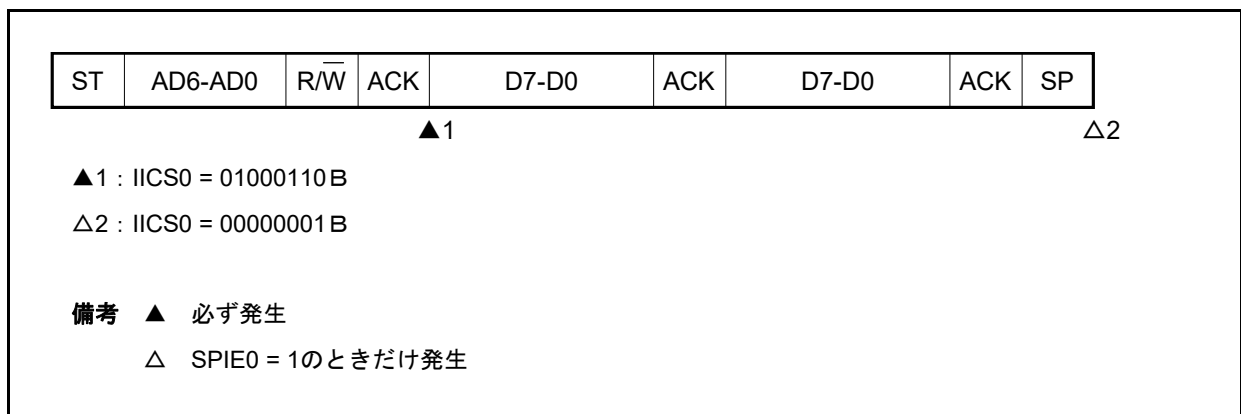 ST AD6-AD0 R/W̅ ACK D7-D0 ACK D7-D0 ACK SP
▲1 △2
▲1：IICS0 = 01000110B
△2：IICS0 = 00000001B
備考 ▲ 必ず発生
△ SPIE0 = 1のときだけ発生